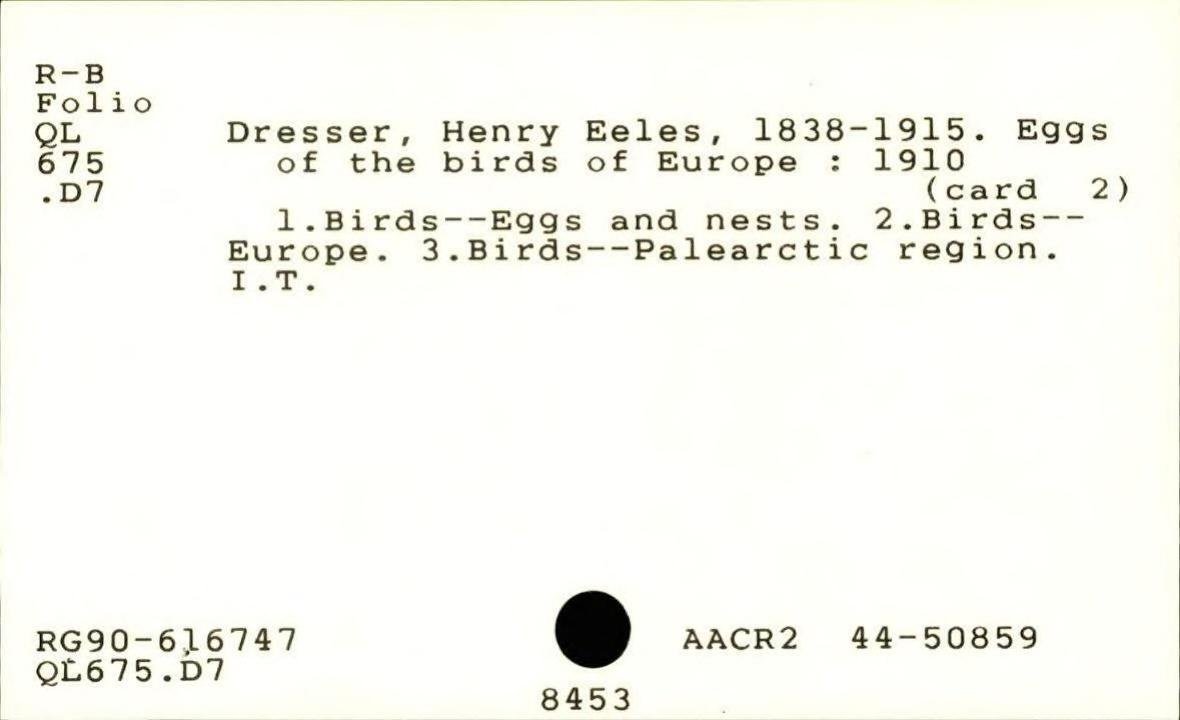 R-B
Folio
QL
675
.D7
Dresser, Henry Eeles, 1838-1915. Eggs
of the birds of Europe : 1910
(card 2)
1.Birds--Eggs and nests. 2.Birds--
Europe. 3.Birds--Palearctic region.
I.T.
RG90-616747
QL675.D7
AACR2 44-50859
8453